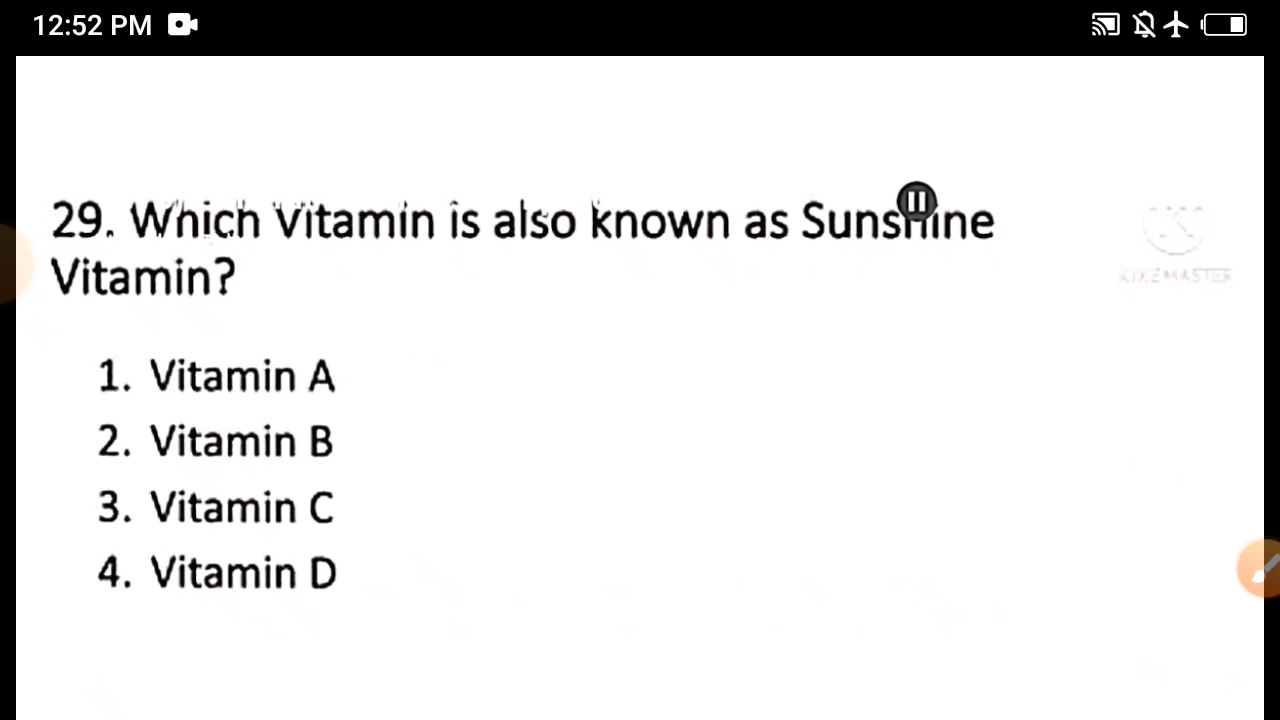 12:52 PM
29. Which Vitamin is also known as Sunshine
Vitamin?
KINEMASTER
1. Vitamin A
2. Vitamin B
3. Vitamin C
4. Vitamin D